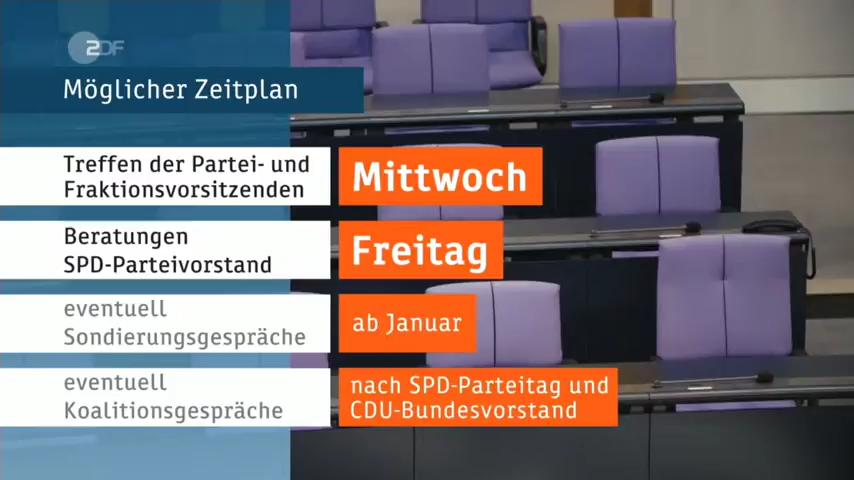 ZDF
Möglicher Zeitplan
Treffen der Partei- und
Fraktionsvorsitzenden
Mittwoch
Beratungen
SPD-Parteivorstand
Freitag
eventuell
Sondierungsgespräche
ab Januar
eventuell
Koalitionsgespräche
nach SPD-Parteitag und
CDU-Bundesvorstand